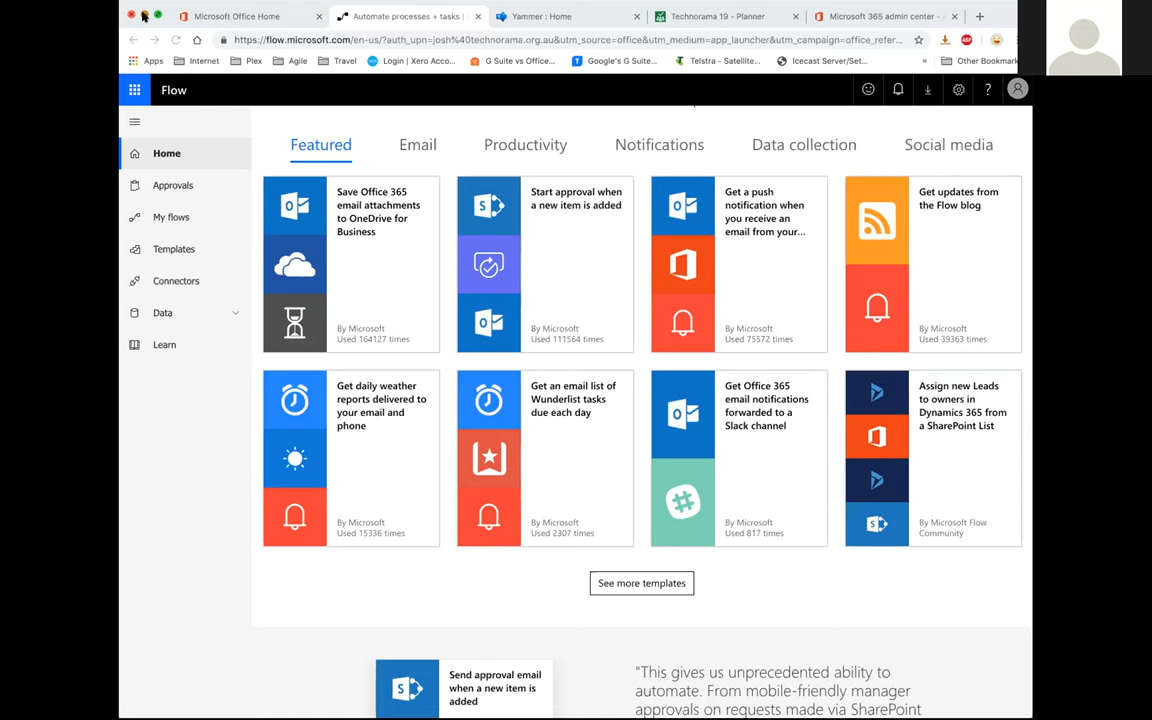 Microsoft Office Home
Automate processes + tasks |
Yammer : Home
Technorama 19 - Planner
Microsoft 365 admin center - A
https://flow.microsoft.com/en-us/?auth_upn=josh%40technorama.org.au&utm_source=office&utm_medium=app_launcher&utm_campaign=office_refer...
Apps
Internet
Plex
Agile
Travel
Login | Xero Acco...
G Suite vs Office...
Google's G Suite...
Telstra - Satellite...
Icecast Server/Set...
»
Other Bookmark
Flow
Home
Approvals
My flows
Templates
Connectors
Data
Learn
Featured
Email
Productivity
Notifications
Data collection
Social media
Save Office 365
email attachments
to OneDrive for
Business
By Microsoft
Used 164127 times
Start approval when
a new item is added
By Microsoft
Used 111564 times
Get a push
notification when
you receive an
email from your...
By Microsoft
Used 75572 times
Get updates from
the Flow blog
By Microsoft
Used 39363 times
Get daily weather
reports delivered to
your email and
phone
By Microsoft
Used 15336 times
Get an email list of
Wunderlist tasks
due each day
By Microsoft
Used 2307 times
Get Office 365
email notifications
forwarded to a
Slack channel
By Microsoft
Used 817 times
Assign new Leads
to owners in
Dynamics 365 from
a SharePoint List
By Microsoft Flow
Community
See more templates
Send approval email
when a new item is
added
"This gives us unprecedented ability to
automate. From mobile-friendly manager
approvals on requests made via SharePoint